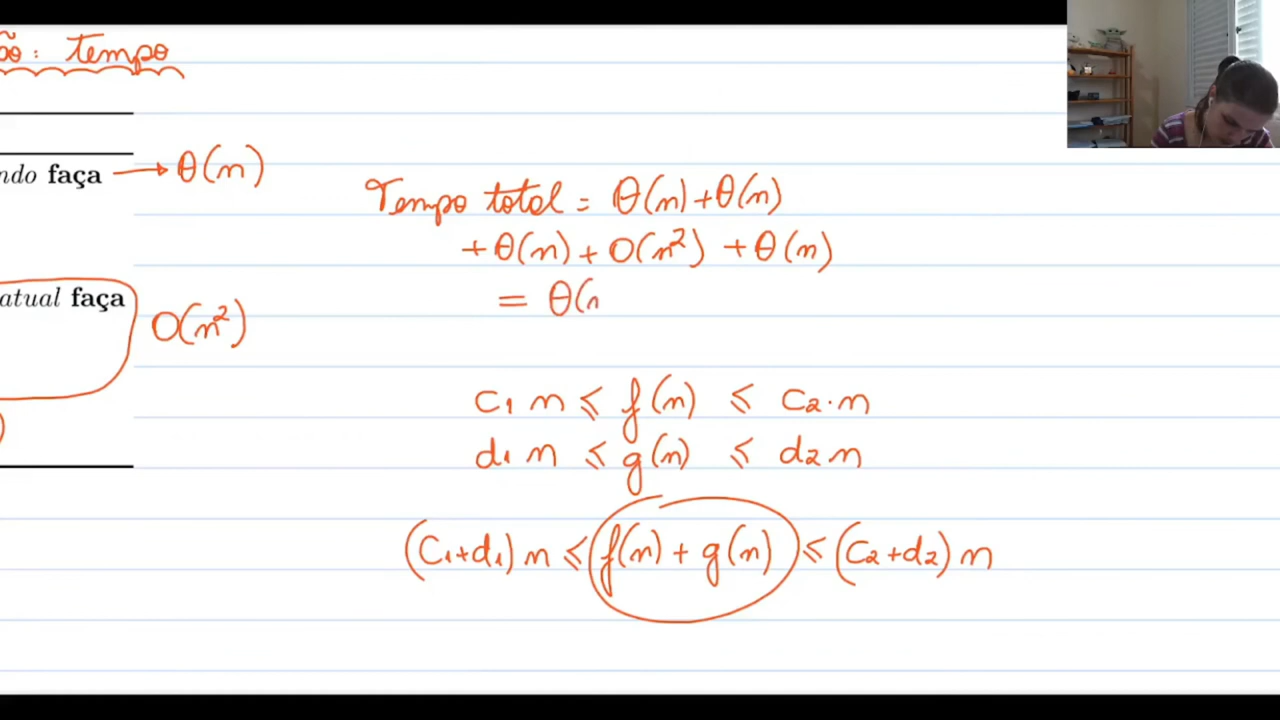 ão: tempo
ndo faça → θ(n)
Tempo total = θ(n) + θ(n)
+ θ(n) + O(n²) + θ(n)
= θ(n
atual faça
O(n²)
)
c₁ n ≤ f(n) ≤ c₂·n
d₁ n ≤ g(n) ≤ d₂ n
(c₁+d₁) n ≤ f(n) + g(n) ≤ (c₂+d₂) n